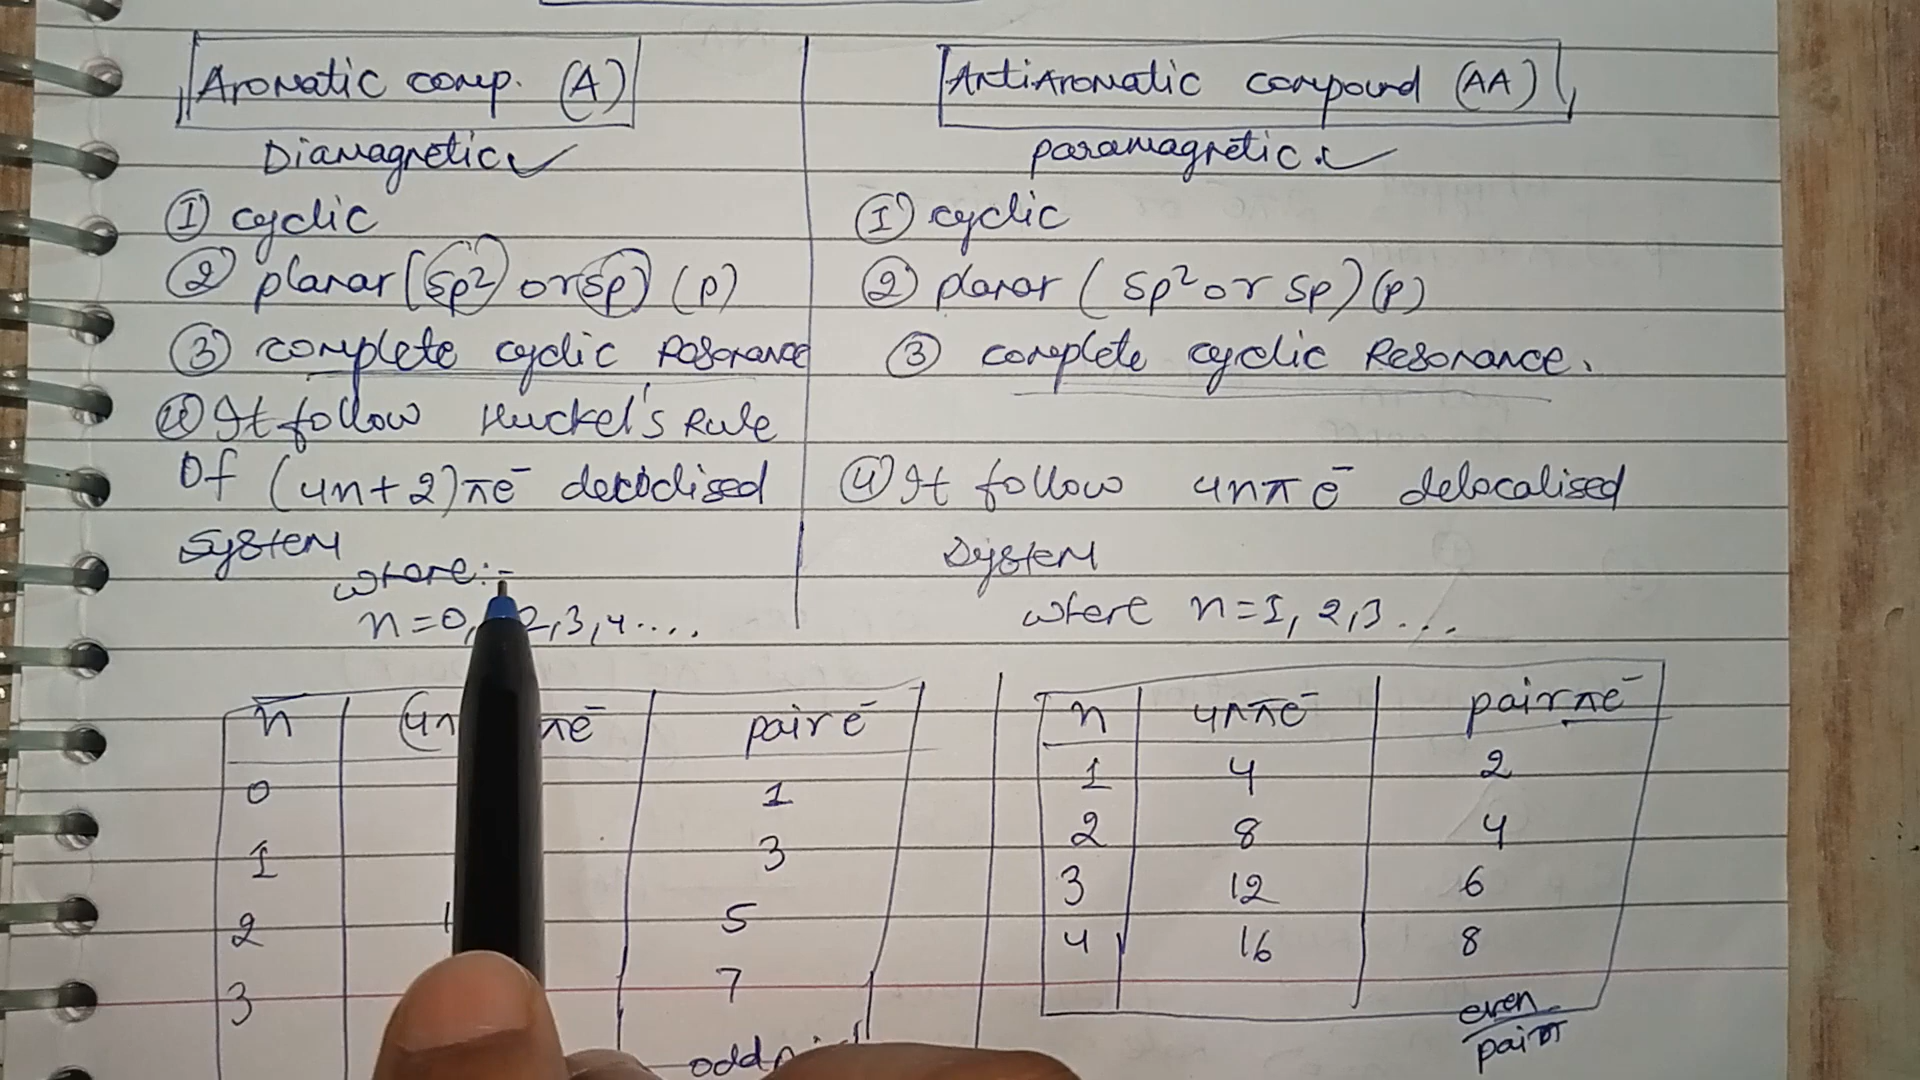 Aromatic comp. (A)
Diamagnetic
① cyclic
② planar (sp² or sp) (p)
③ complete cyclic Resonance
④ It follow Huckel's Rule
Of (4n+2)πe⁻ delocalised
System
where:-
n=0, 2,3,4....
n (4n πe⁻ pair e⁻
0 1
1 3
2 1 5
3 7
odd
AntiAromatic compound (AA)
paramagnetic.
① cyclic
② planar (sp² or sp) (p)
③ complete cyclic Resonance.
④ It follow 4nπe⁻ delocalised
System
where n=1, 2,3...
n 4nπe⁻ pair πe⁻
1 4 2
2 8 4
3 12 6
4 16 8
even
pair